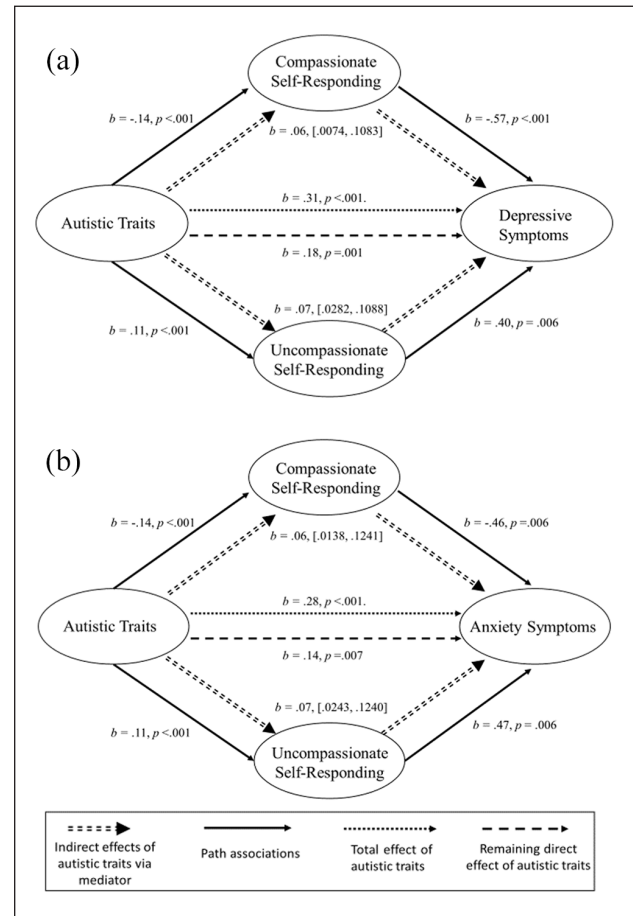 (a)
Compassionate
Self-Responding
b = -.14, p <.001
b = -.57, p <.001
b = .06, [.0074, .1083]
b = .31, p <.001.
Autistic Traits
Depressive
Symptoms
b = .18, p =.001
b = .07, [.0282, .1088]
b = .11, p <.001
b = .40, p = .006
Uncompassionate
Self-Responding
(b)
Compassionate
Self-Responding
b = -.14, p <.001
b = -.46, p =.006
b = .06, [.0138, .1241]
b = .28, p <.001.
Autistic Traits
Anxiety Symptoms
b = .14, p =.007
b = .07, [.0243, .1240]
b = .11, p <.001
b = .47, p = .006
Uncompassionate
Self-Responding
Indirect effects of
autistic traits via
mediator
Path associations
Total effect of
autistic traits
Remaining direct
effect of autistic traits